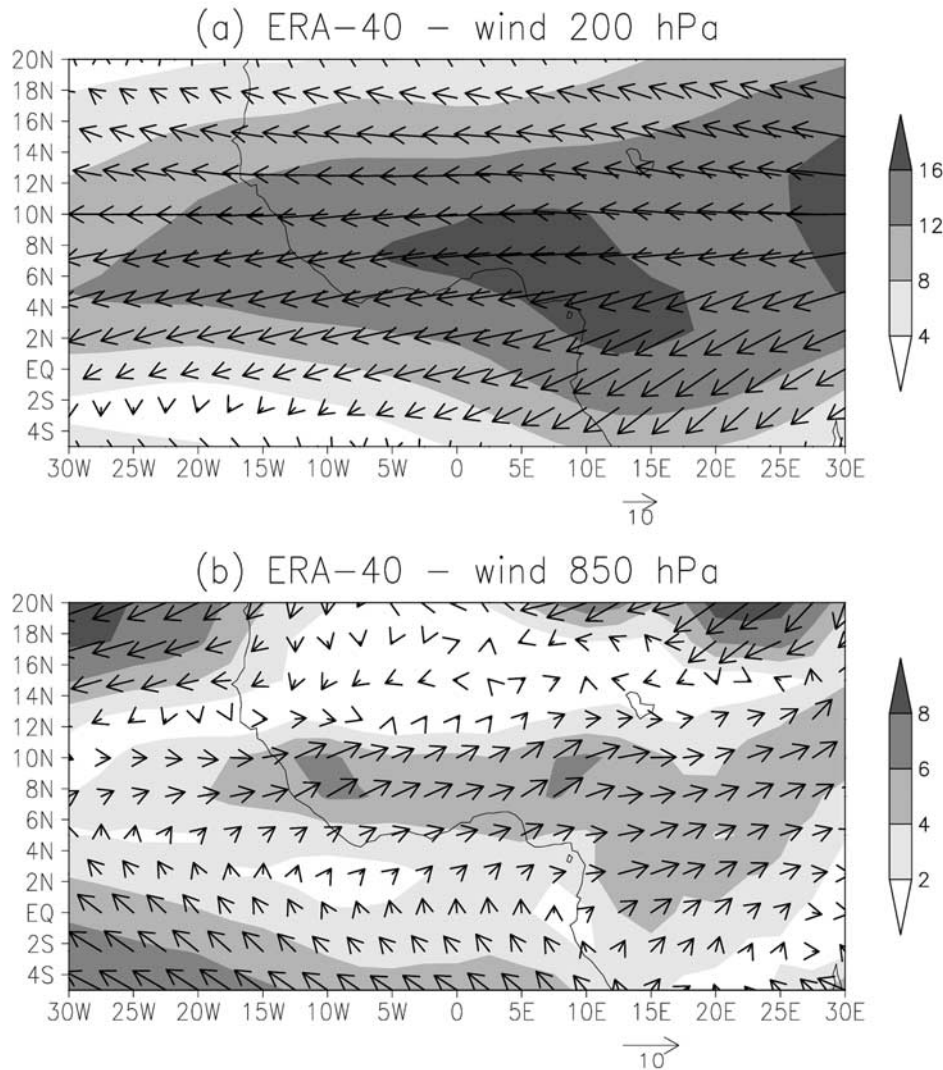 (a) ERA-40 - wind 200 hPa
20N
18N
16N
14N
12N
10N
8N
6N
4N
2N
EQ
2S
4S
30W 25W 20W 15W 10W 5W 0 5E 10E 15E 20E 25E 30E
16
12
8
4
10
(b) ERA-40 - wind 850 hPa
20N
18N
16N
14N
12N
10N
8N
6N
4N
2N
EQ
2S
4S
30W 25W 20W 15W 10W 5W 0 5E 10E 15E 20E 25E 30E
8
6
4
2
10